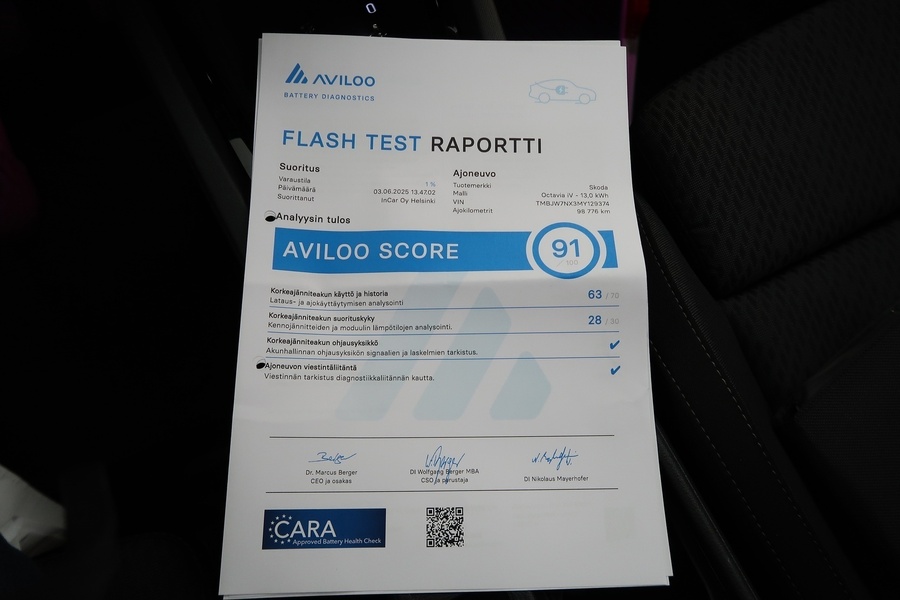 0
AVILOO
BATTERY DIAGNOSTICS
FLASH TEST RAPORTTI
Suoritus
Varaustila 1 %
Päivämäärä 03.06.2025 13.47.02
Suorittanut InCar Oy Helsinki
Ajoneuvo
Tuotemerkki Skoda
Malli Octavia iV - 13,0 kWh
VIN TMBJW7NX3MY129374
Ajokilometrit 98 776 km
Analyysin tulos
AVILOO SCORE 91 / 100
Korkeajänniteakun käyttö ja historia 63 / 70
Lataus- ja ajokäyttäytymisen analysointi
Korkeajänniteakun suorituskyky 28 / 30
Kennojännitteiden ja moduulin lämpötilojen analysointi.
Korkeajänniteakun ohjausyksikkö ✓
Akunhallinnan ohjausyksikön signaalien ja laskelmien tarkistus.
Ajoneuvon viestintäliitäntä ✓
Viestinnän tarkistus diagnostiikkaliitännän kautta.
Dr. Marcus Berger
CEO ja osakas
DI Wolfgang Berger MBA
CSO ja perustaja
DI Nikolaus Mayerhofer
CARA
Approved Battery Health Check